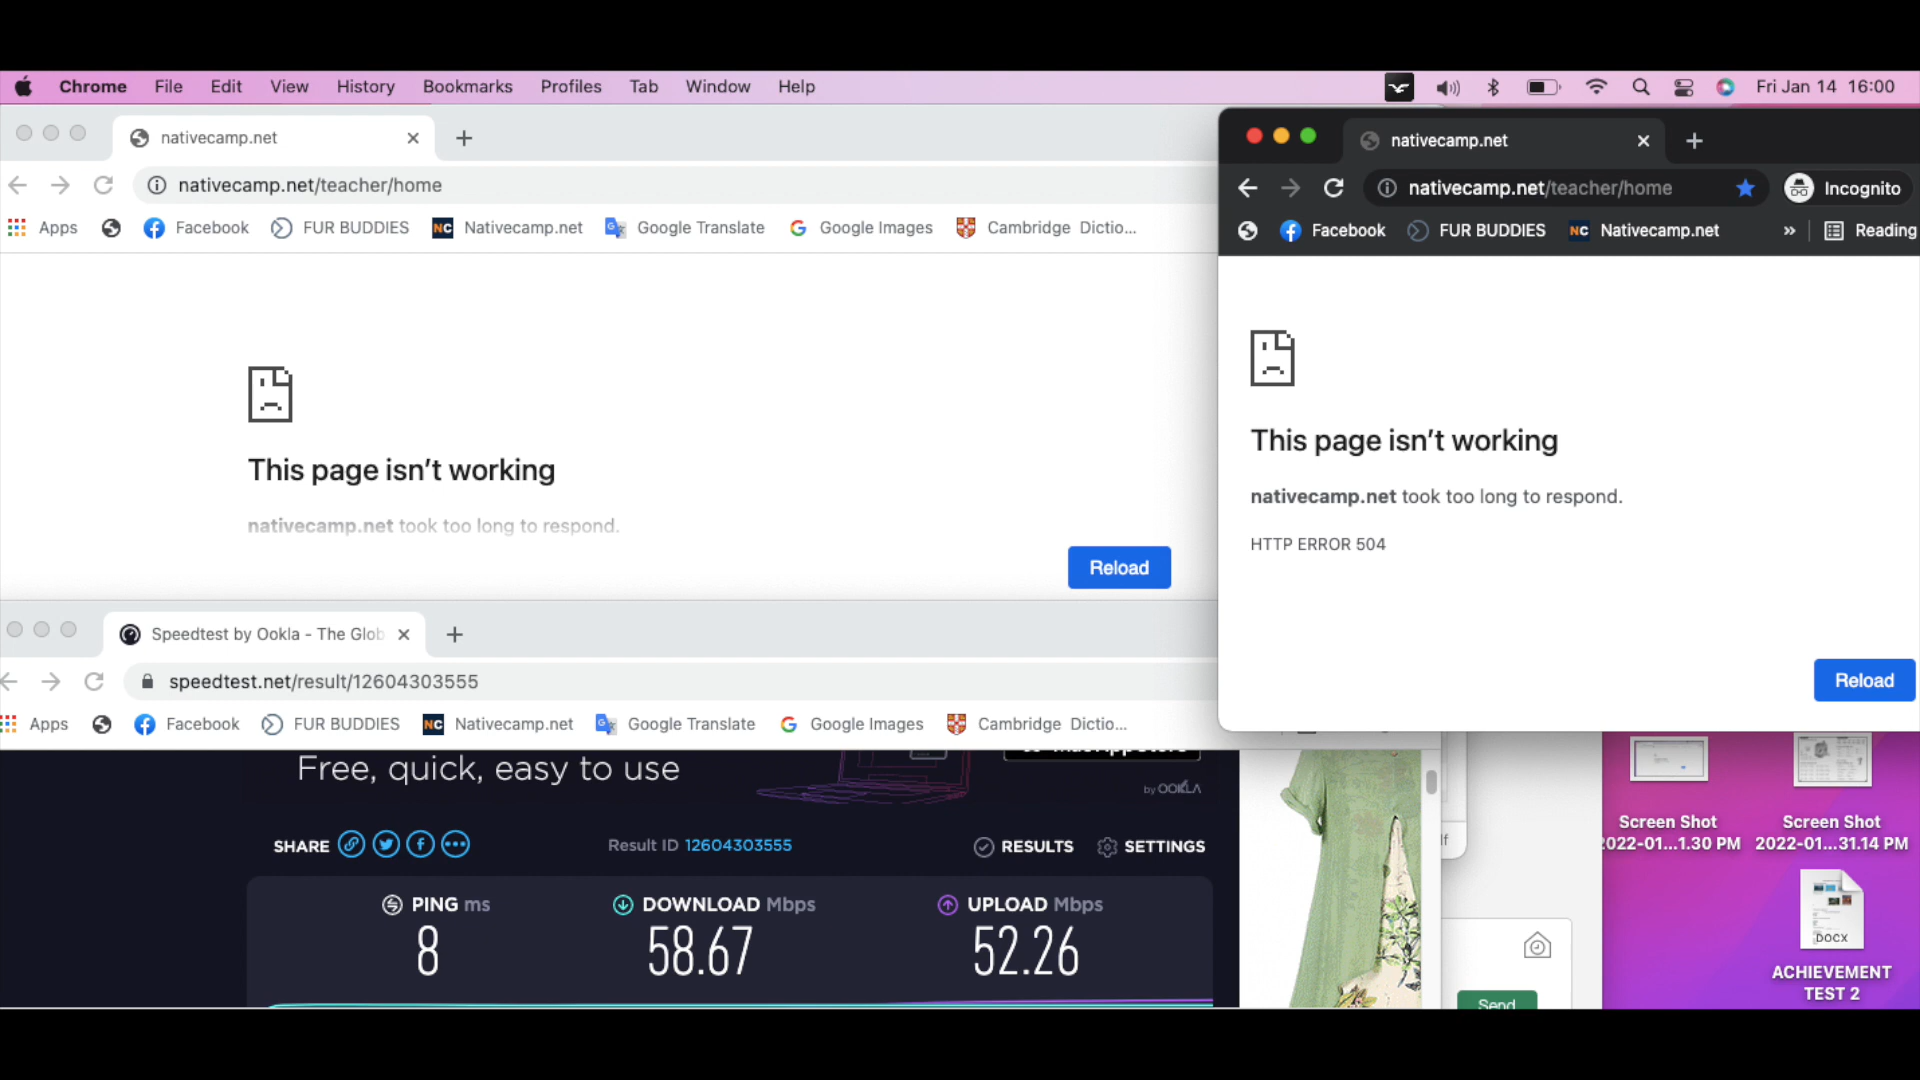 Chrome File Edit View History Bookmarks Profiles Tab Window Help Fri Jan 14 16:00
nativecamp.net
nativecamp.net/teacher/home
Apps Facebook FUR BUDDIES NC Nativecamp.net Google Translate Google Images Cambridge Dictio...
This page isn't working
nativecamp.net took too long to respond.
Reload
nativecamp.net
nativecamp.net/teacher/home Incognito
Facebook FUR BUDDIES NC Nativecamp.net » Reading
This page isn't working
nativecamp.net took too long to respond.
HTTP ERROR 504
Reload
Speedtest by Ookla - The Glob
speedtest.net/result/12604303555
Apps Facebook FUR BUDDIES NC Nativecamp.net Google Translate Google Images Cambridge Dictio...
Free, quick, easy to use
by OOKLA
SHARE Result ID 12604303555 RESULTS SETTINGS
PING ms DOWNLOAD Mbps UPLOAD Mbps
8 58.67 52.26
Send
Screen Shot
2022-01...1.30 PM
Screen Shot
2022-01...31.14 PM
DOCX
ACHIEVEMENT
TEST 2